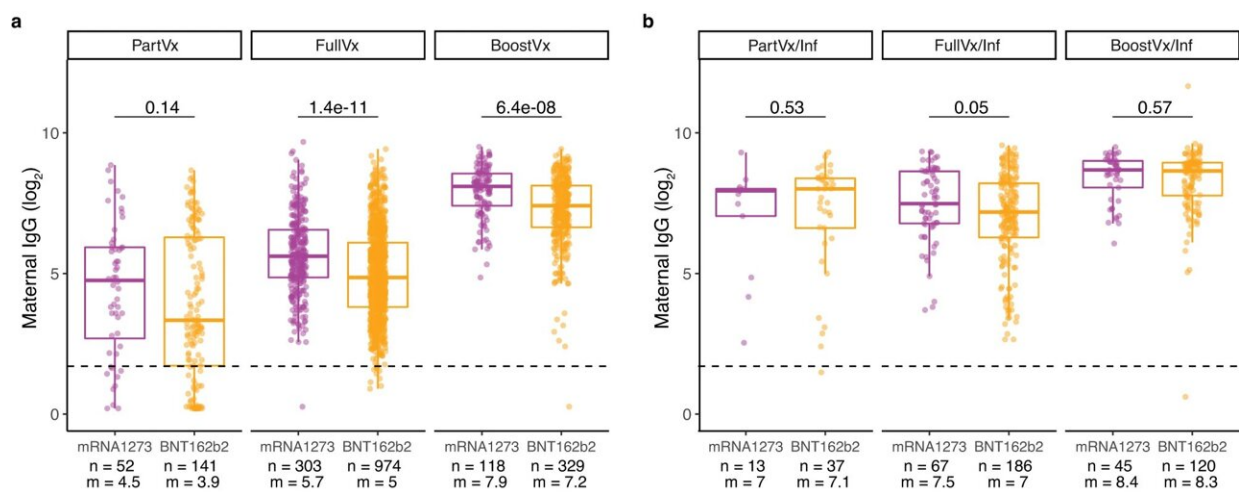 a
PartVx FullVx BoostVx
0.14 1.4e-11 6.4e-08
Maternal IgG (log2)
10
5
0
mRNA1273 BNT162b2 mRNA1273 BNT162b2 mRNA1273 BNT162b2
n = 52 n = 141 n = 303 n = 974 n = 118 n = 329
m = 4.5 m = 3.9 m = 5.7 m = 5 m = 7.9 m = 7.2
b
PartVx/Inf FullVx/Inf BoostVx/Inf
0.53 0.05 0.57
Maternal IgG (log2)
10
5
0
mRNA1273 BNT162b2 mRNA1273 BNT162b2 mRNA1273 BNT162b2
n = 13 n = 37 n = 67 n = 186 n = 45 n = 120
m = 7 m = 7.1 m = 7.5 m = 7 m = 8.4 m = 8.3